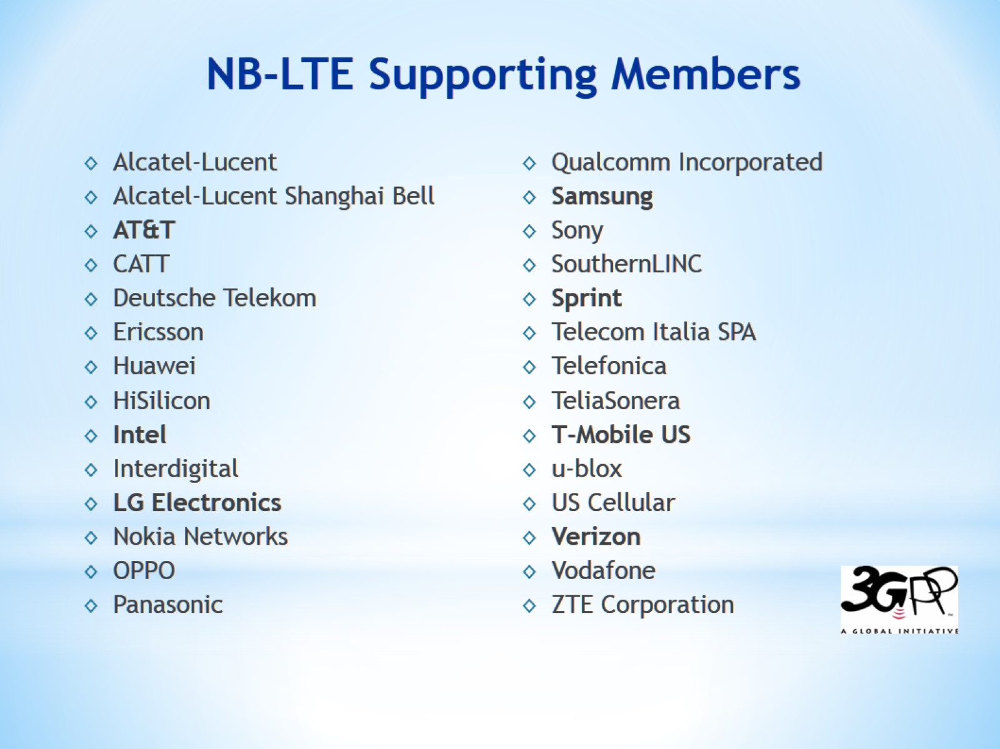 NB-LTE Supporting Members
Alcatel-Lucent
Alcatel-Lucent Shanghai Bell
AT&T
CATT
Deutsche Telekom
Ericsson
Huawei
HiSilicon
Intel
Interdigital
LG Electronics
Nokia Networks
OPPO
Panasonic
Qualcomm Incorporated
Samsung
Sony
SouthernLINC
Sprint
Telecom Italia SPA
Telefonica
TeliaSonera
T-Mobile US
u-blox
US Cellular
Verizon
Vodafone
ZTE Corporation
3GPP™
A GLOBAL INITIATIVE